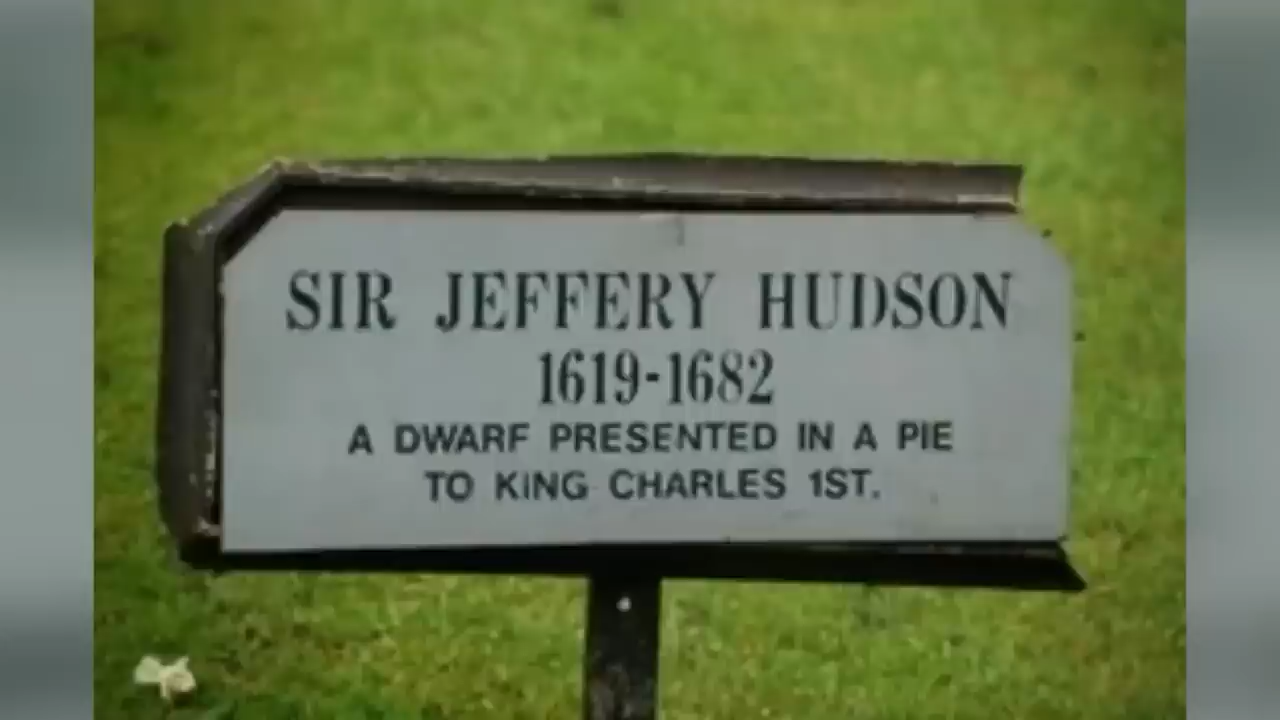 SIR JEFFERY HUDSON
1619-1682
A DWARF PRESENTED IN A PIE
TO KING CHARLES 1ST.